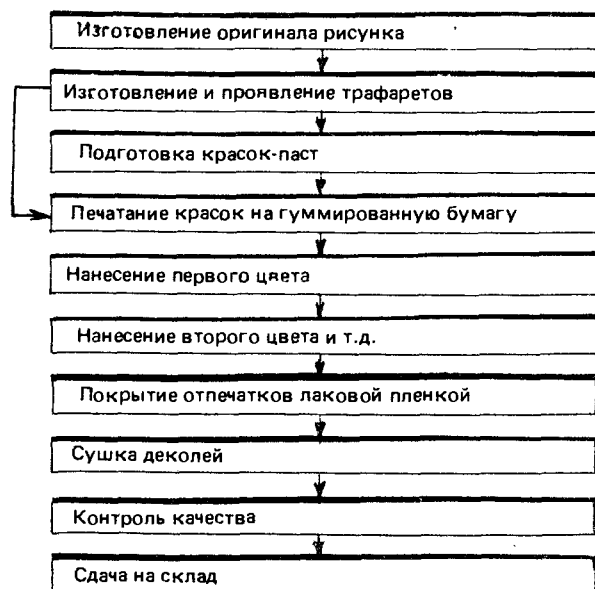 Изготовление оригинала рисунка
Изготовление и проявление трафаретов
Подготовка красок-паст
Печатание красок на гуммированную бумагу
Нанесение первого цвета
Нанесение второго цвета и т.д.
Покрытие отпечатков лаковой пленкой
Сушка деколей
Контроль качества
Сдача на склад